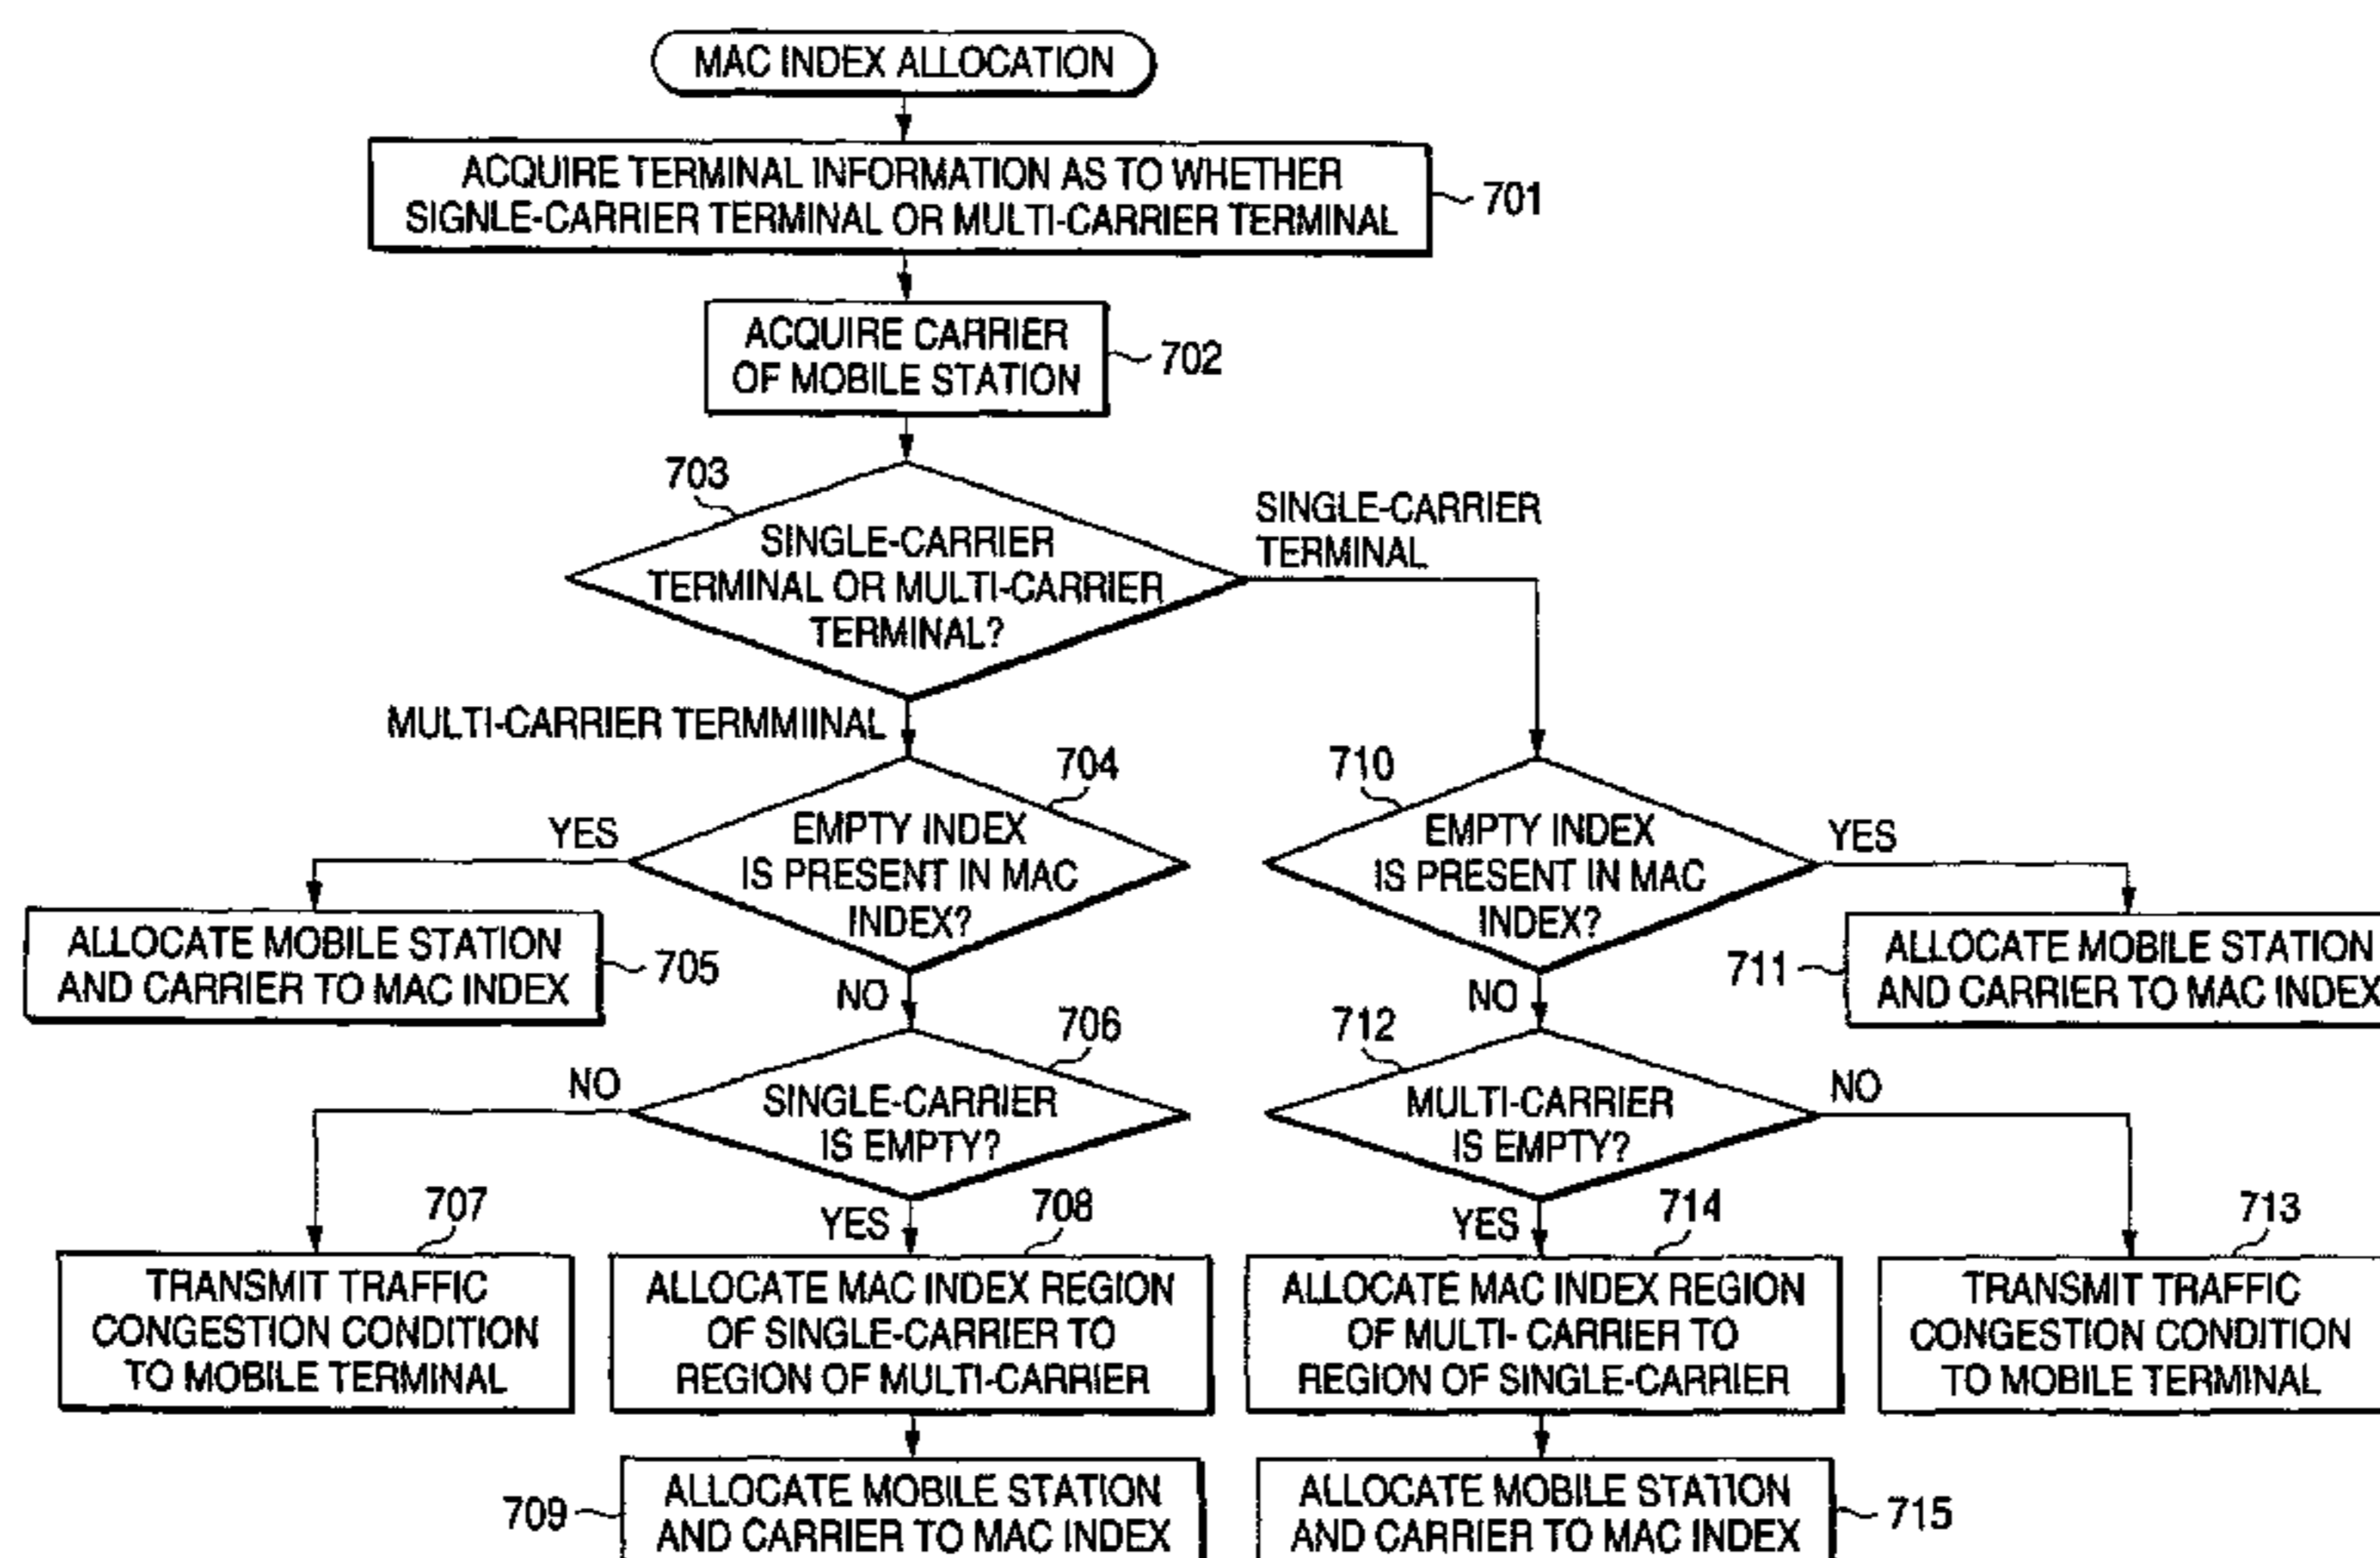 MAC INDEX ALLOCATION
ACQUIRE TERMINAL INFORMATION AS TO WHETHER
SIGNLE-CARRIER TERMINAL OR MULTI-CARRIER TERMINAL
701
ACQUIRE CARRIER
OF MOBILE STATION
702
703
SINGLE-CARRIER
TERMINAL OR MULTI-CARRIER
TERMINAL?
SINGLE-CARRIER
TERMINAL
MULTI-CARRIER TERMMIINAL
704
EMPTY INDEX
IS PRESENT IN MAC
INDEX?
YES
ALLOCATE MOBILE STATION
AND CARRIER TO MAC INDEX
705
NO
706
SINGLE-CARRIER
IS EMPTY?
NO
707
TRANSMIT TRAFFIC
CONGESTION CONDITION
TO MOBILE TERMINAL
YES
708
ALLOCATE MAC INDEX REGION
OF SINGLE-CARRIER TO
REGION OF MULTI-CARRIER
709
ALLOCATE MOBILE STATION
AND CARRIER TO MAC INDEX
710
EMPTY INDEX
IS PRESENT IN MAC
INDEX?
YES
711
ALLOCATE MOBILE STATION
AND CARRIER TO MAC INDEX
NO
712
MULTI-CARRIER
IS EMPTY?
NO
713
TRANSMIT TRAFFIC
CONGESTION CONDITION
TO MOBILE TERMINAL
YES
714
ALLOCATE MAC INDEX REGION
OF MULTI- CARRIER TO
REGION OF SINGLE-CARRIER
ALLOCATE MOBILE STATION
AND CARRIER TO MAC INDEX
715